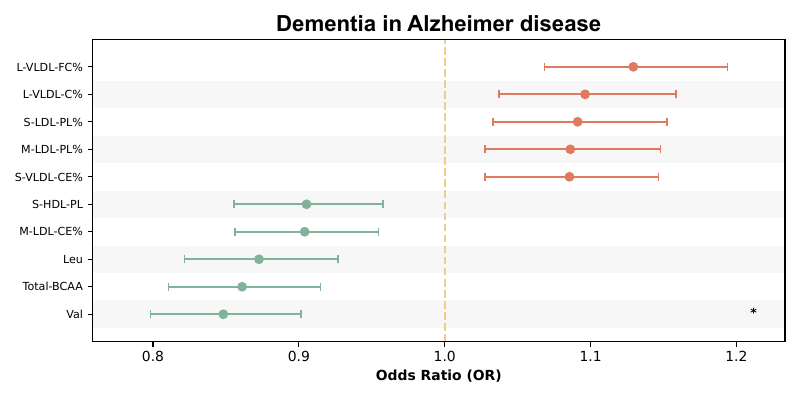 Dementia in Alzheimer disease
L-VLDL-FC%
L-VLDL-C%
S-LDL-PL%
M-LDL-PL%
S-VLDL-CE%
S-HDL-PL
M-LDL-CE%
Leu
Total-BCAA
Val *
0.8 0.9 1.0 1.1 1.2
Odds Ratio (OR)